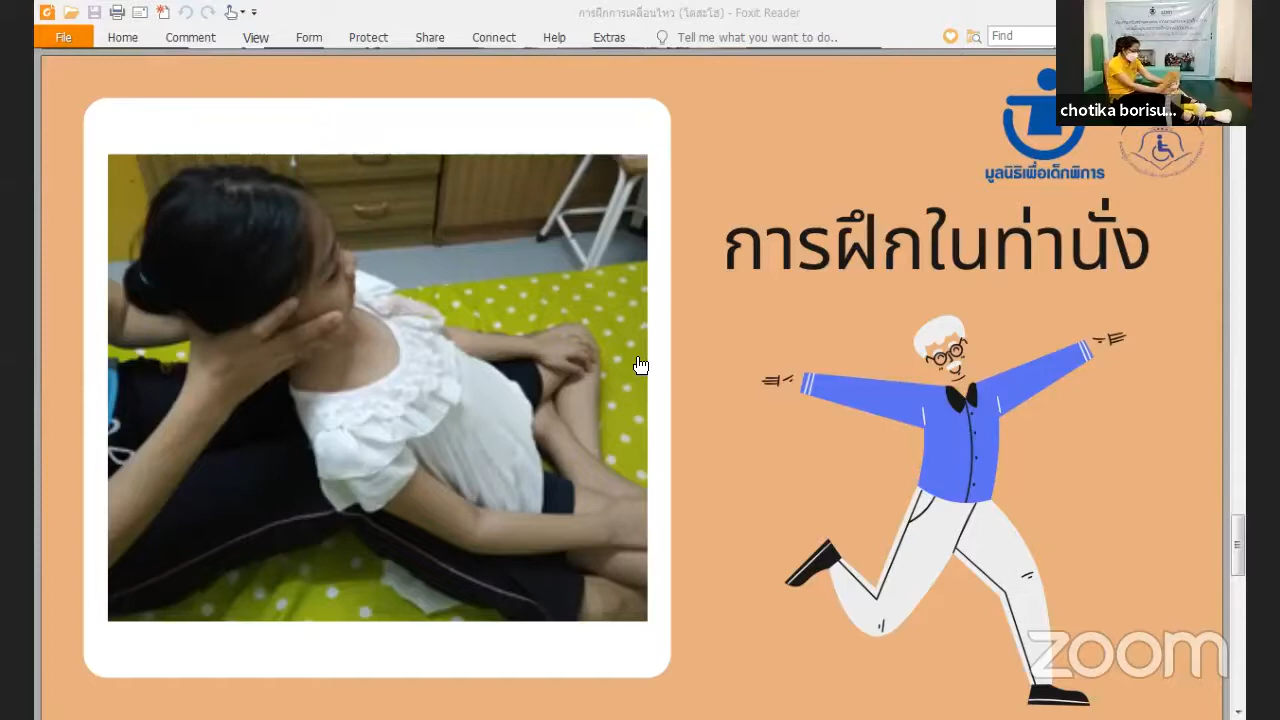 การฝึกการเคลื่อนไหว (โดสะโฮ) - Foxit Reader
File Home Comment View Form Protect Share Connect Help Extras Tell me what you want to do.. Find
chotika borisu...
มูลนิธิเพื่อเด็กพิการ
การฝึกในท่านั่ง
zoom